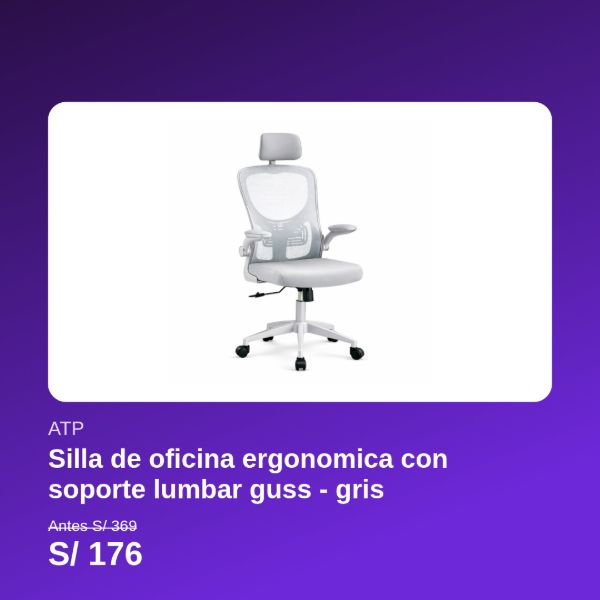 ATP
Silla de oficina ergonomica con
soporte lumbar guss - gris
Antes S/ 369
S/ 176